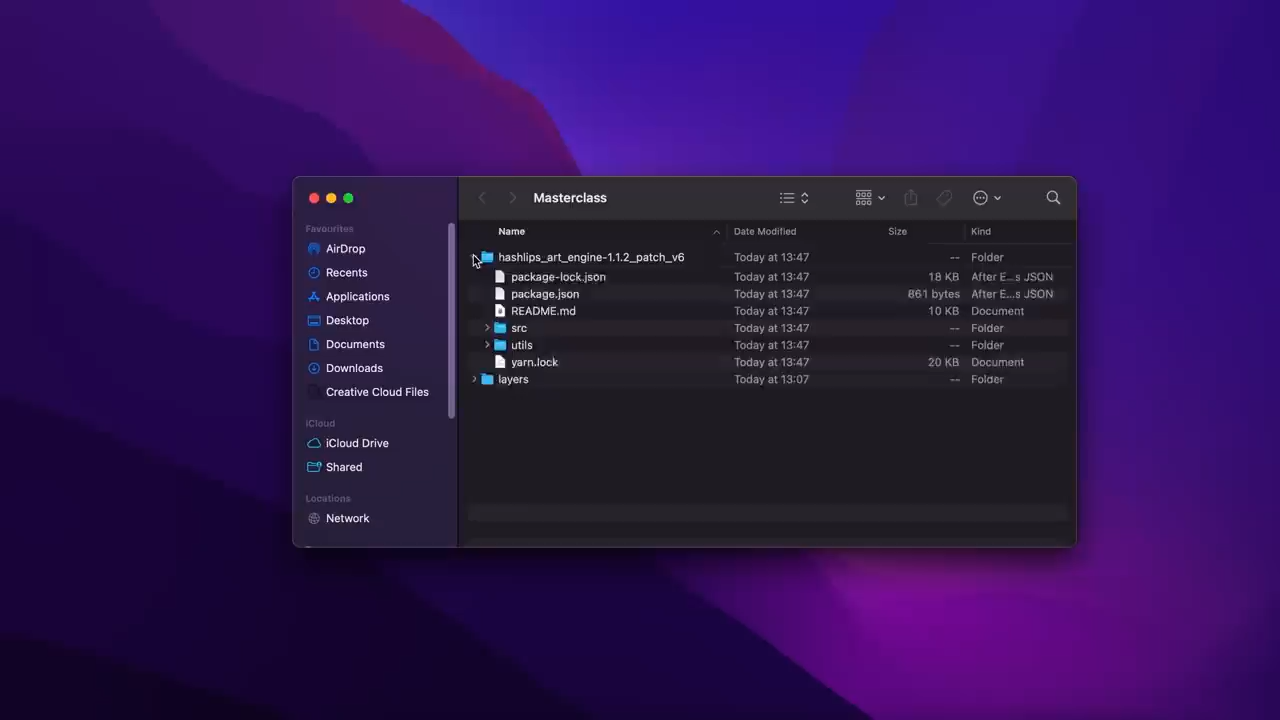 Masterclass
Favourites
AirDrop
Recents
Applications
Desktop
Documents
Downloads
Creative Cloud Files
iCloud
iCloud Drive
Shared
Locations
Network
Name Date Modified Size Kind
hashlips_art_engine-1.1.2_patch_v6 Today at 13:47 -- Folder
package-lock.json Today at 13:47 18 KB After E...s JSON
package.json Today at 13:47 861 bytes After E...s JSON
README.md Today at 13:47 10 KB Document
src Today at 13:47 -- Folder
utils Today at 13:47 -- Folder
yarn.lock Today at 13:47 20 KB Document
layers Today at 13:07 -- Folder